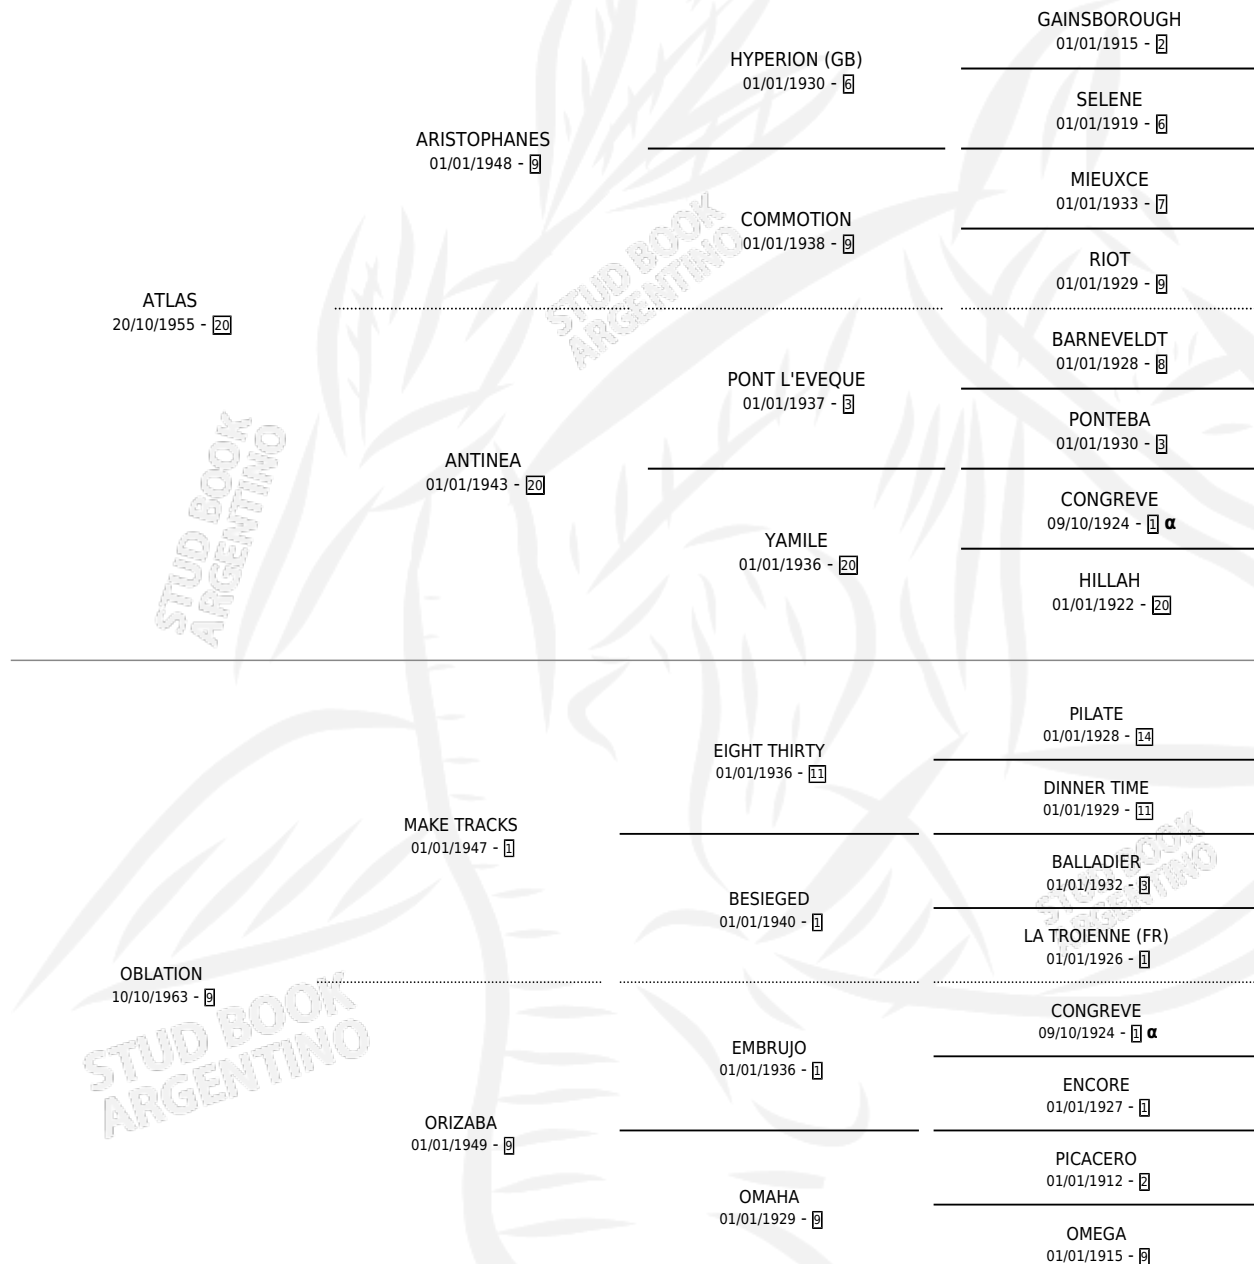 ATLAS
20/10/1955 - 20
ARISTOPHANES
01/01/1948 - 9
HYPERION (GB)
01/01/1930 - 6
GAINSBOROUGH
01/01/1915 - 2
SELENE
01/01/1919 - 6
COMMOTION
01/01/1938 - 9
MIEUXCE
01/01/1933 - 7
RIOT
01/01/1929 - 9
ANTINEA
01/01/1943 - 20
PONT L'EVEQUE
01/01/1937 - 3
BARNEVELDT
01/01/1928 - 8
PONTEBA
01/01/1930 - 3
YAMILE
01/01/1936 - 20
CONGREVE
09/10/1924 - 1 α
HILLAH
01/01/1922 - 20
OBLATION
10/10/1963 - 9
MAKE TRACKS
01/01/1947 - 1
EIGHT THIRTY
01/01/1936 - 11
PILATE
01/01/1928 - 14
DINNER TIME
01/01/1929 - 11
BESIEGED
01/01/1940 - 1
BALLADIER
01/01/1932 - 3
LA TROIENNE (FR)
01/01/1926 - 1
ORIZABA
01/01/1949 - 9
EMBRUJO
01/01/1936 - 1
CONGREVE
09/10/1924 - 1 α
ENCORE
01/01/1927 - 1
OMAHA
01/01/1929 - 9
PICACERO
01/01/1912 - 2
OMEGA
01/01/1915 - 9
STUD BOOK
ARGENTINO
STUD BOOK
ARGENTINO
STUD BOOK
ARGENTINO
STUD BOOK
ARGENTINO